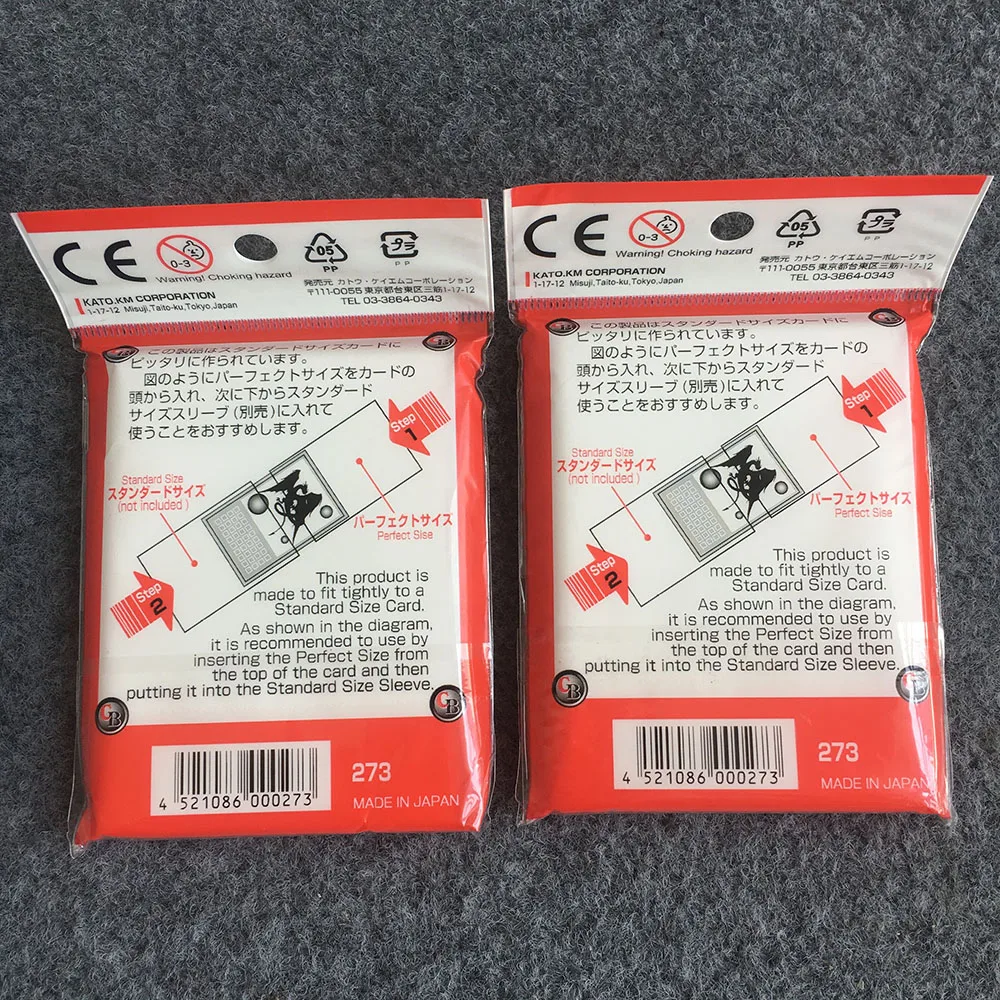 CE
0-3
Warning! Choking hazard
05
PP
プラ
PP
KATO.KM CORPORATION
1-17-12 Misuji,Taito-ku,Tokyo,Japan
発売元 カトウ・ケイエムコーポレーション
〒111-0055 東京都台東区三筋1-17-12
TEL 03-3864-0343
この製品はスタンダードサイズカードに
ピッタリに作られています。
図のようにパーフェクトサイズをカードの
頭から入れ、次に下からスタンダード
サイズスリーブ(別売)に入れて
使うことをおすすめします。
Step 1
Standard Size
スタンダードサイズ
(not included)
パーフェクトサイズ
Perfect Sise
Step 2
This product is
made to fit tightly to a
Standard Size Card.
As shown in the diagram,
it is recommended to use by
inserting the Perfect Size from
the top of the card and then
putting it into the Standard Size Sleeve.
CB
CB
4 521086 000273
273
MADE IN JAPAN
CE
0-3
Warning! Choking hazard
05
PP
プラ
PP
KATO.KM CORPORATION
1-17-12 Misuji,Taito-ku,Tokyo,Japan
発売元 カトウ・ケイエムコーポレーション
〒111-0055 東京都台東区三筋1-17-12
TEL 03-3864-0343
この製品はスタンダードサイズカードに
ピッタリに作られています。
図のようにパーフェクトサイズをカードの
頭から入れ、次に下からスタンダード
サイズスリーブ(別売)に入れて
使うことをおすすめします。
Step 1
Standard Size
スタンダードサイズ
(not included)
パーフェクトサイズ
Perfect Sise
Step 2
This product is
made to fit tightly to a
Standard Size Card.
As shown in the diagram,
it is recommended to use by
inserting the Perfect Size from
the top of the card and then
putting it into the Standard Size Sleeve.
CB
CB
4 521086 000273
273
MADE IN JAPAN